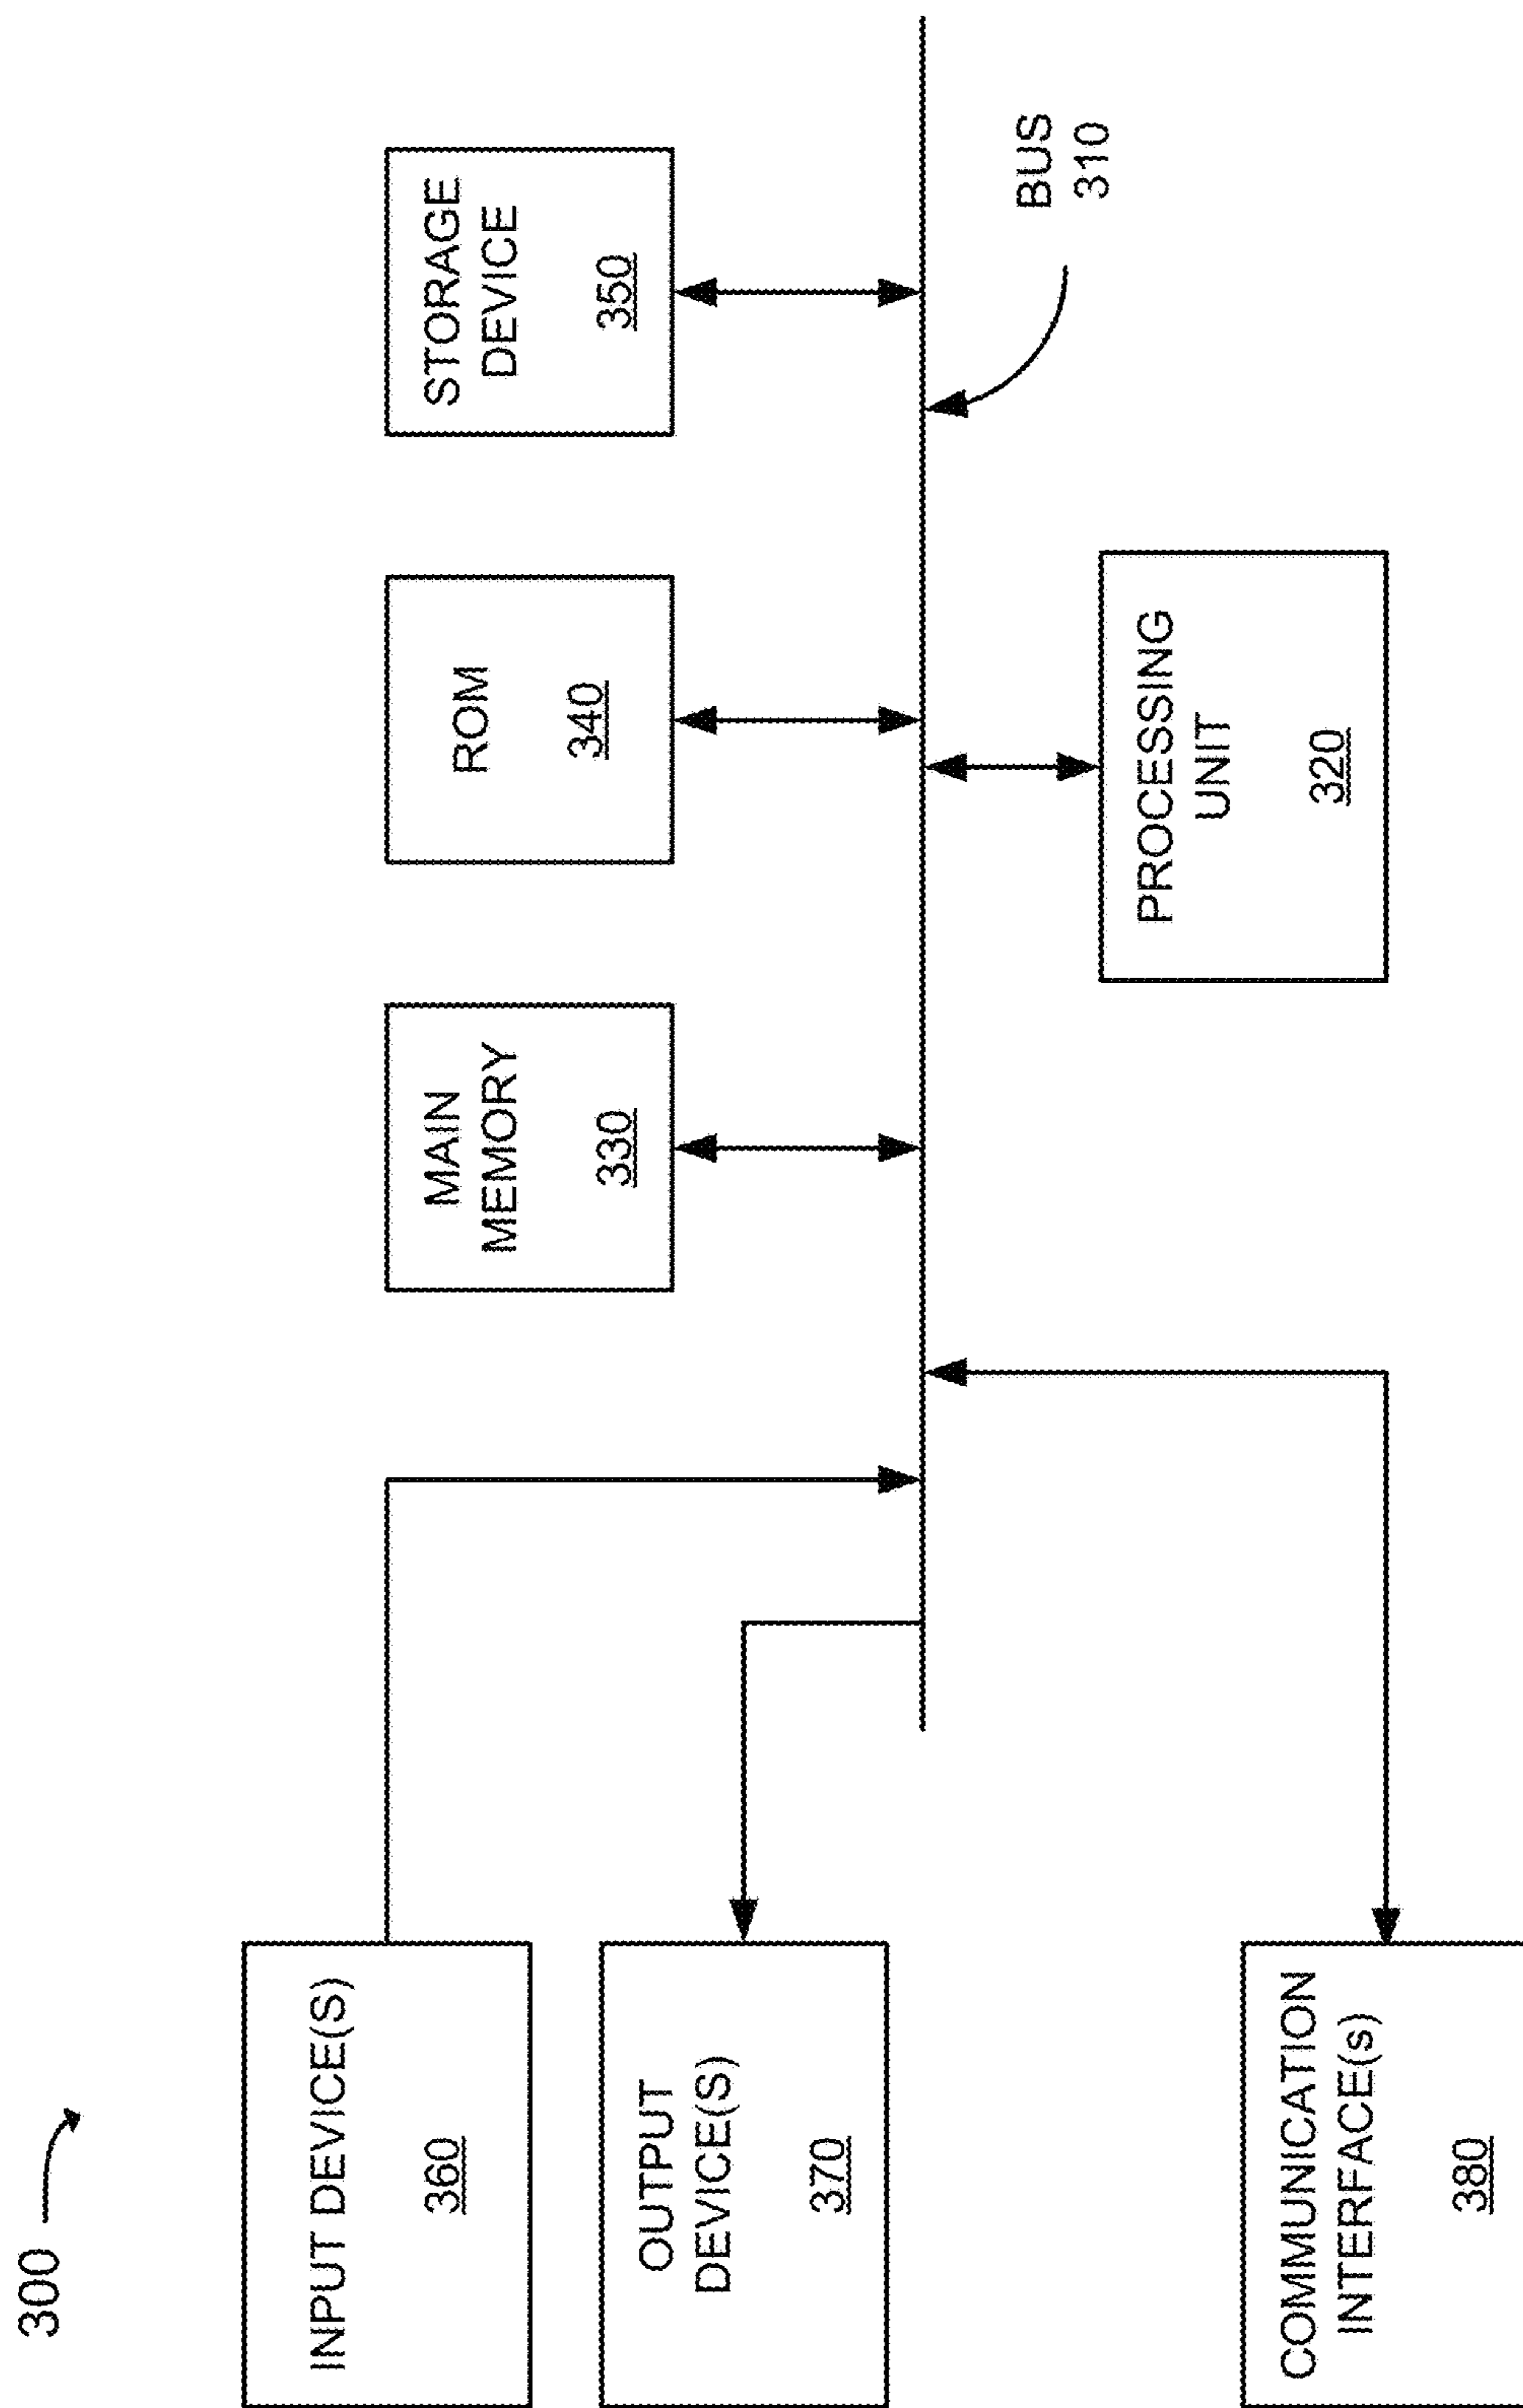 300
INPUT DEVICE(S)
360
OUTPUT
DEVICE(S)
370
COMMUNICATION
INTERFACE(s)
380
MAIN
MEMORY
330
ROM
340
STORAGE
DEVICE
350
PROCESSING
UNIT
320
BUS
310